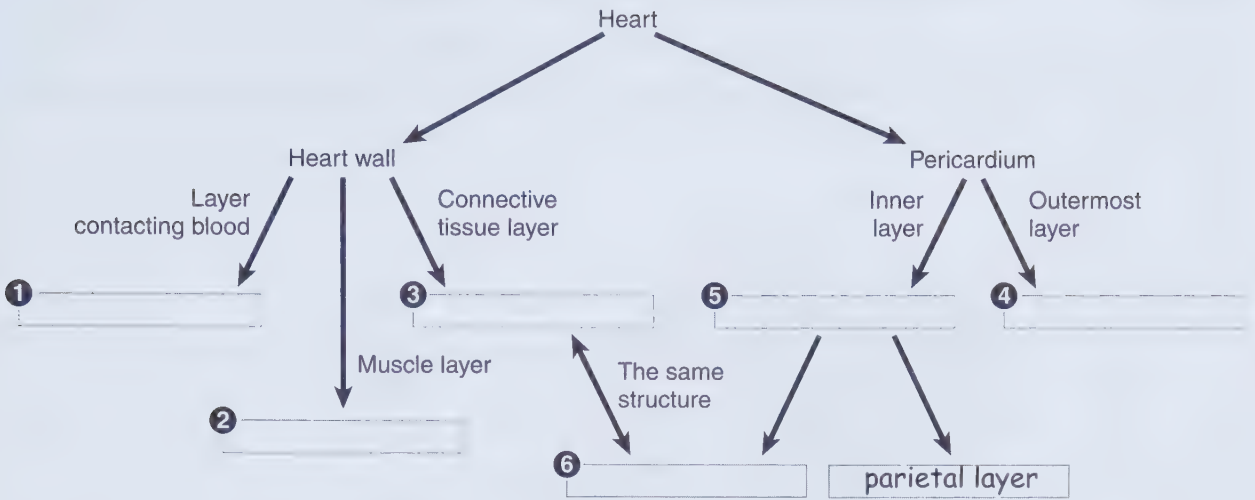 Heart
Heart wall
Pericardium
Layer
contacting blood
Connective
tissue layer
Inner
layer
Outermost
layer
1
3
5
4
Muscle layer
The same
structure
2
6
parietal layer